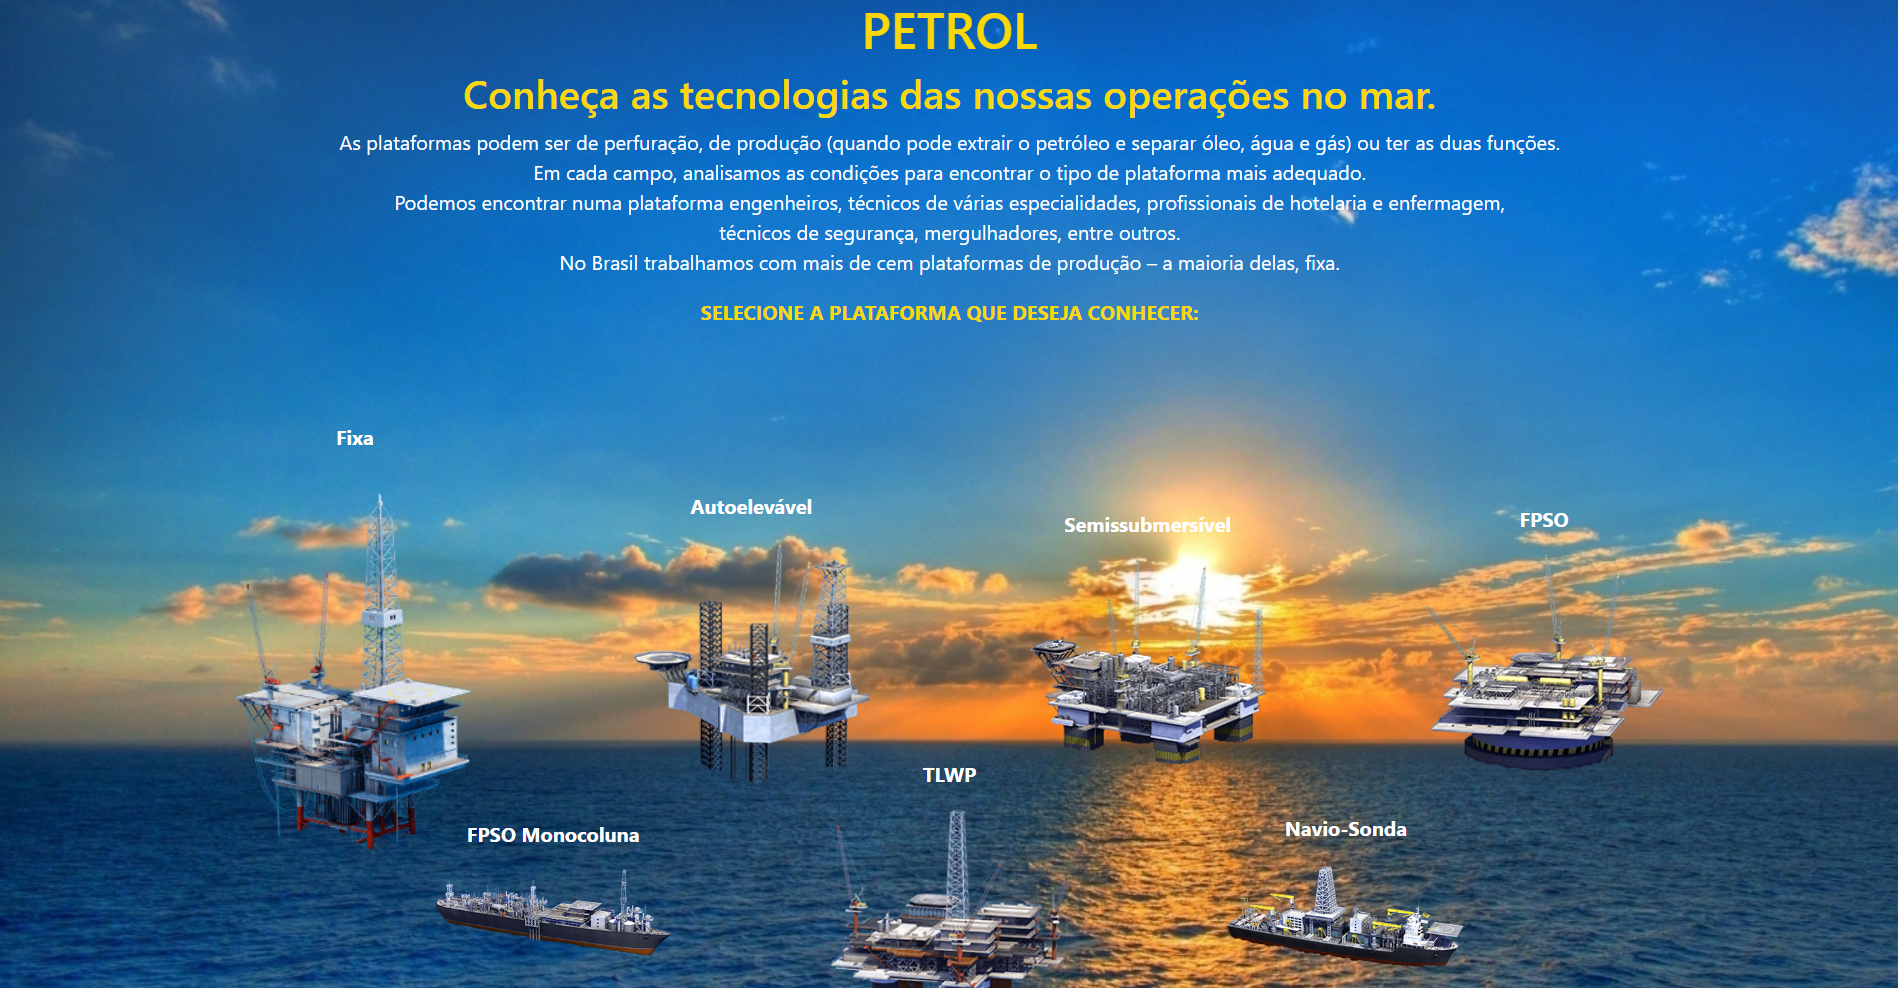 PETROL
Conheça as tecnologias das nossas operações no mar.
As plataformas podem ser de perfuração, de produção (quando pode extrair o petróleo e separar óleo, água e gás) ou ter as duas funções.
Em cada campo, analisamos as condições para encontrar o tipo de plataforma mais adequado.
Podemos encontrar numa plataforma engenheiros, técnicos de várias especialidades, profissionais de hotelaria e enfermagem,
técnicos de segurança, mergulhadores, entre outros.
No Brasil trabalhamos com mais de cem plataformas de produção – a maioria delas, fixa.
SELECIONE A PLATAFORMA QUE DESEJA CONHECER:
Fixa
Autoelevável
Semissubmersível
FPSO
TLWP
FPSO Monocoluna
Navio-Sonda